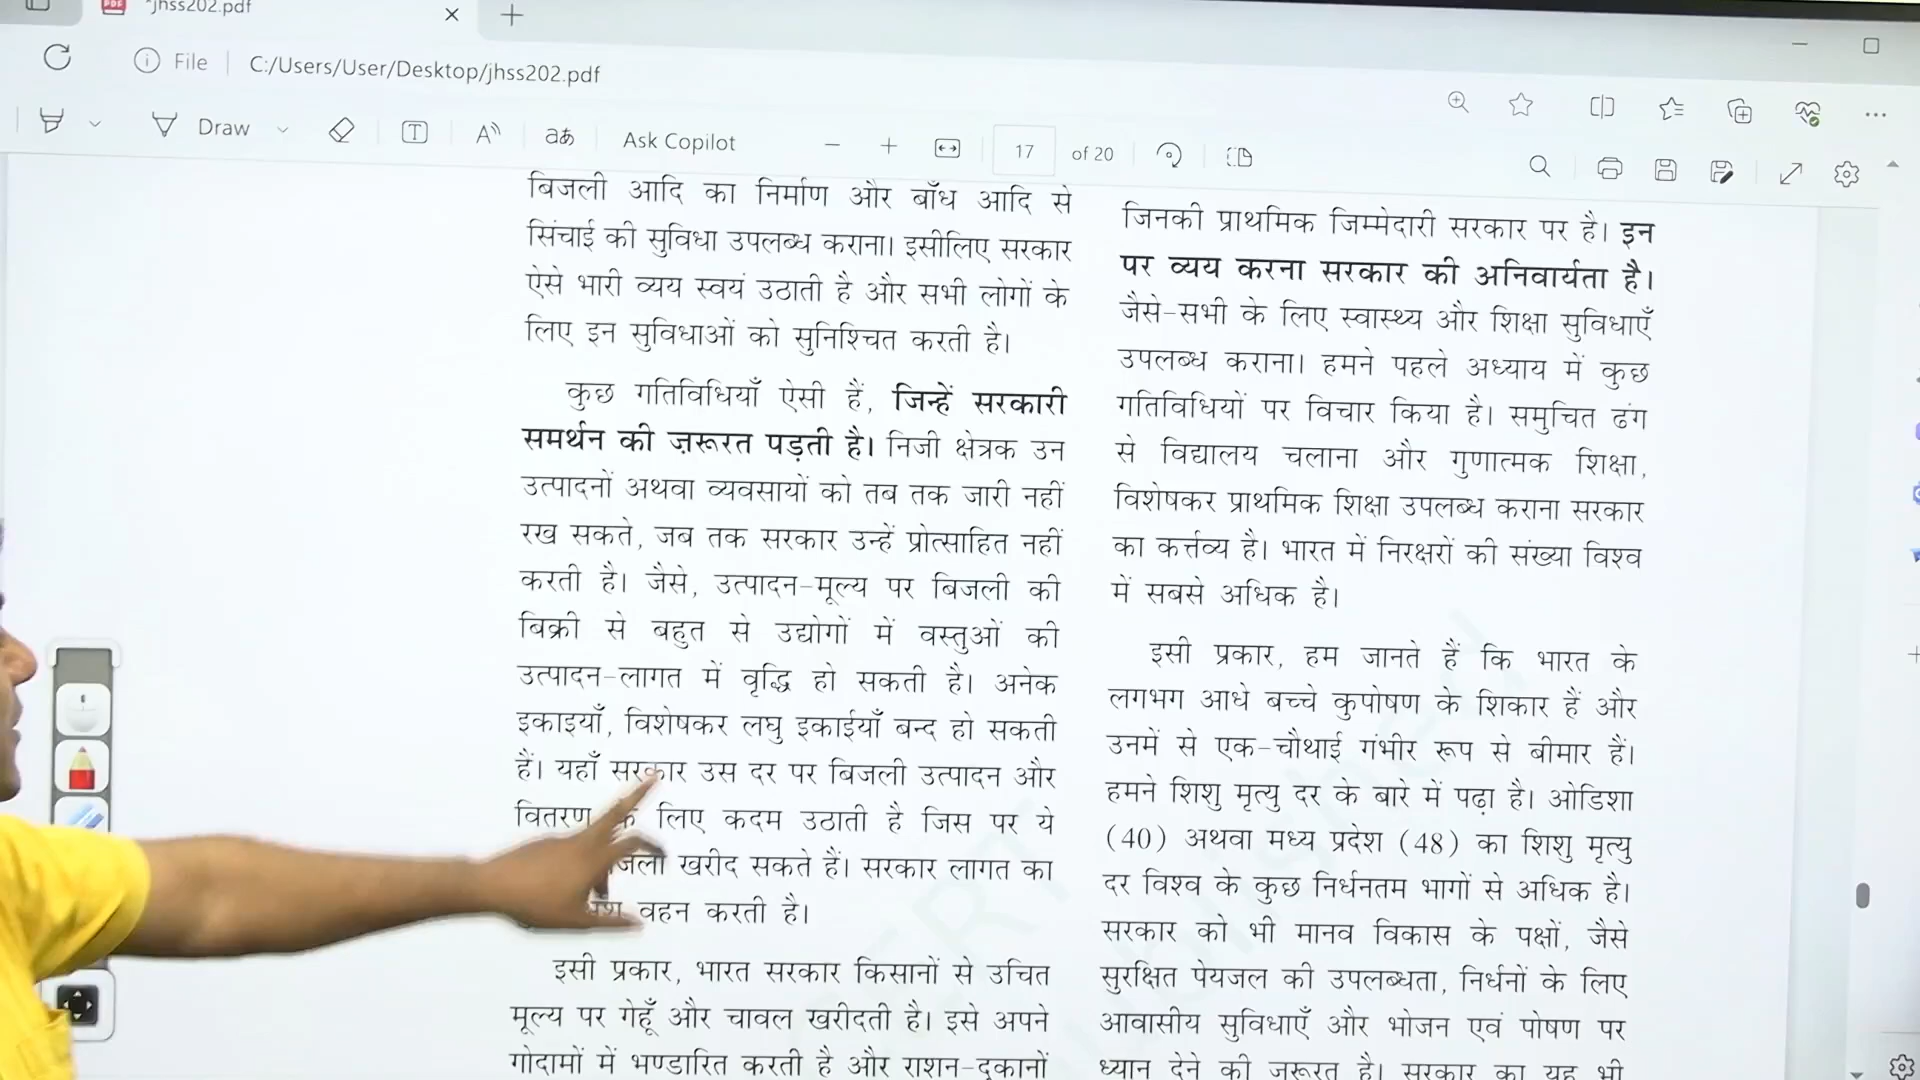 jhss202.pdf
File
C:/Users/User/Desktop/jhss202.pdf
Draw
Ask Copilot
17 of 20
बिजली आदि का निर्माण और बाँध आदि से
सिंचाई की सुविधा उपलब्ध कराना। इसीलिए सरकार
ऐसे भारी व्यय स्वयं उठाती है और सभी लोगों के
लिए इन सुविधाओं को सुनिश्चित करती है।
कुछ गतिविधियाँ ऐसी हैं, जिन्हें सरकारी
समर्थन की ज़रूरत पड़ती है। निजी क्षेत्रक उन
उत्पादनों अथवा व्यवसायों को तब तक जारी नहीं
रख सकते, जब तक सरकार उन्हें प्रोत्साहित नहीं
करती है। जैसे, उत्पादन-मूल्य पर बिजली की
बिक्री से बहुत से उद्योगों में वस्तुओं की
उत्पादन-लागत में वृद्धि हो सकती है। अनेक
इकाइयाँ, विशेषकर लघु इकाईयाँ बन्द हो सकती
हैं। यहाँ सरकार उस दर पर बिजली उत्पादन और
वितरण के लिए कदम उठाती है जिस पर ये
खरीद सकते हैं। सरकार लागत का
वहन करती है।
इसी प्रकार, भारत सरकार किसानों से उचित
मूल्य पर गेहूँ और चावल खरीदती है। इसे अपने
गोदामों में भण्डारित करती है और राशन-दुकानों
जिनकी प्राथमिक जिम्मेदारी सरकार पर है। इन
पर व्यय करना सरकार की अनिवार्यता है।
जैसे-सभी के लिए स्वास्थ्य और शिक्षा सुविधाएँ
उपलब्ध कराना। हमने पहले अध्याय में कुछ
गतिविधियों पर विचार किया है। समुचित ढंग
से विद्यालय चलाना और गुणात्मक शिक्षा,
विशेषकर प्राथमिक शिक्षा उपलब्ध कराना सरकार
का कर्त्तव्य है। भारत में निरक्षरों की संख्या विश्व
में सबसे अधिक है।
इसी प्रकार, हम जानते हैं कि भारत के
लगभग आधे बच्चे कुपोषण के शिकार हैं और
उनमें से एक-चौथाई गंभीर रूप से बीमार हैं।
हमने शिशु मृत्यु दर के बारे में पढ़ा है। ओडिशा
(40) अथवा मध्य प्रदेश (48) का शिशु मृत्यु
दर विश्व के कुछ निर्धनतम भागों से अधिक है।
सरकार को भी मानव विकास के पक्षों, जैसे
सुरक्षित पेयजल की उपलब्धता, निर्धनों के लिए
आवासीय सुविधाएँ और भोजन एवं पोषण पर
ध्यान देने की जरूरत है। सरकार का यह भी